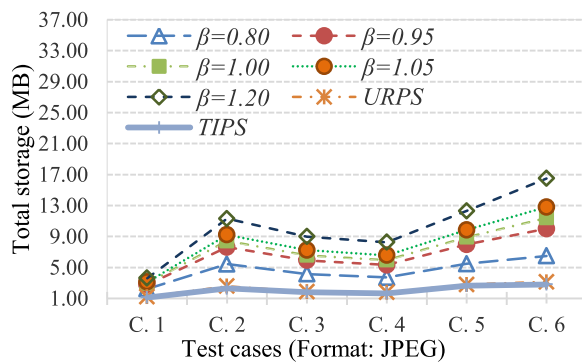 37.00
33.00
29.00
25.00
21.00
17.00
13.00
9.00
5.00
1.00
Total storage (MB)
β=0.80
β=0.95
β=1.00
β=1.05
β=1.20
URPS
TIPS
C. 1
C. 2
C. 3
C. 4
C. 5
C. 6
Test cases (Format: JPEG)